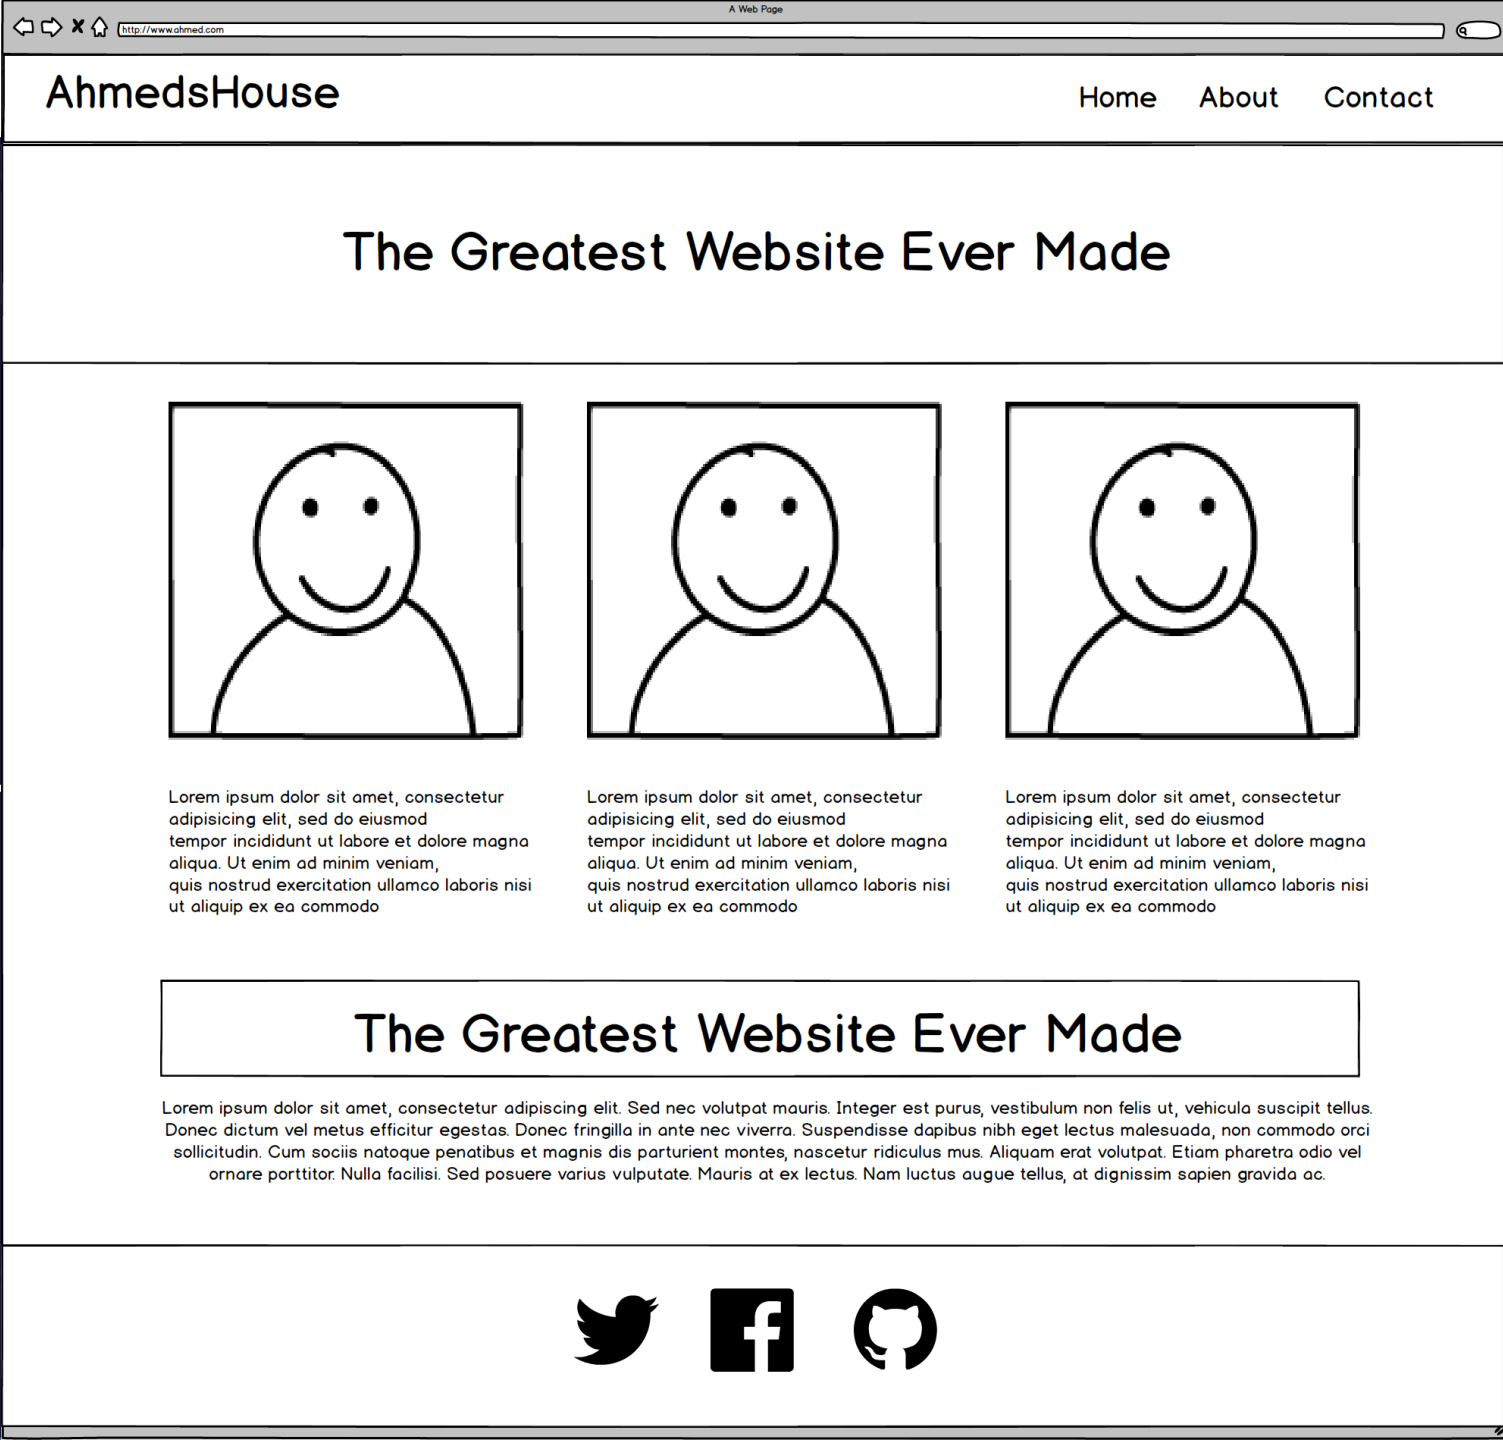 A Web Page
http://www.ahmed.com
AhmedsHouse
Home About Contact
The Greatest Website Ever Made
Lorem ipsum dolor sit amet, consectetur
adipisicing elit, sed do eiusmod
tempor incididunt ut labore et dolore magna
aliqua. Ut enim ad minim veniam,
quis nostrud exercitation ullamco laboris nisi
ut aliquip ex ea commodo
Lorem ipsum dolor sit amet, consectetur
adipisicing elit, sed do eiusmod
tempor incididunt ut labore et dolore magna
aliqua. Ut enim ad minim veniam,
quis nostrud exercitation ullamco laboris nisi
ut aliquip ex ea commodo
Lorem ipsum dolor sit amet, consectetur
adipisicing elit, sed do eiusmod
tempor incididunt ut labore et dolore magna
aliqua. Ut enim ad minim veniam,
quis nostrud exercitation ullamco laboris nisi
ut aliquip ex ea commodo
The Greatest Website Ever Made
Lorem ipsum dolor sit amet, consectetur adipiscing elit. Sed nec volutpat mauris. Integer est purus, vestibulum non felis ut, vehicula suscipit tellus.
Donec dictum vel metus efficitur egestas. Donec fringilla in ante nec viverra. Suspendisse dapibus nibh eget lectus malesuada, non commodo orci
sollicitudin. Cum sociis natoque penatibus et magnis dis parturient montes, nascetur ridiculus mus. Aliquam erat volutpat. Etiam pharetra odio vel
ornare porttitor. Nulla facilisi. Sed posuere varius vulputate. Mauris at ex lectus. Nam luctus augue tellus, at dignissim sapien gravida ac.